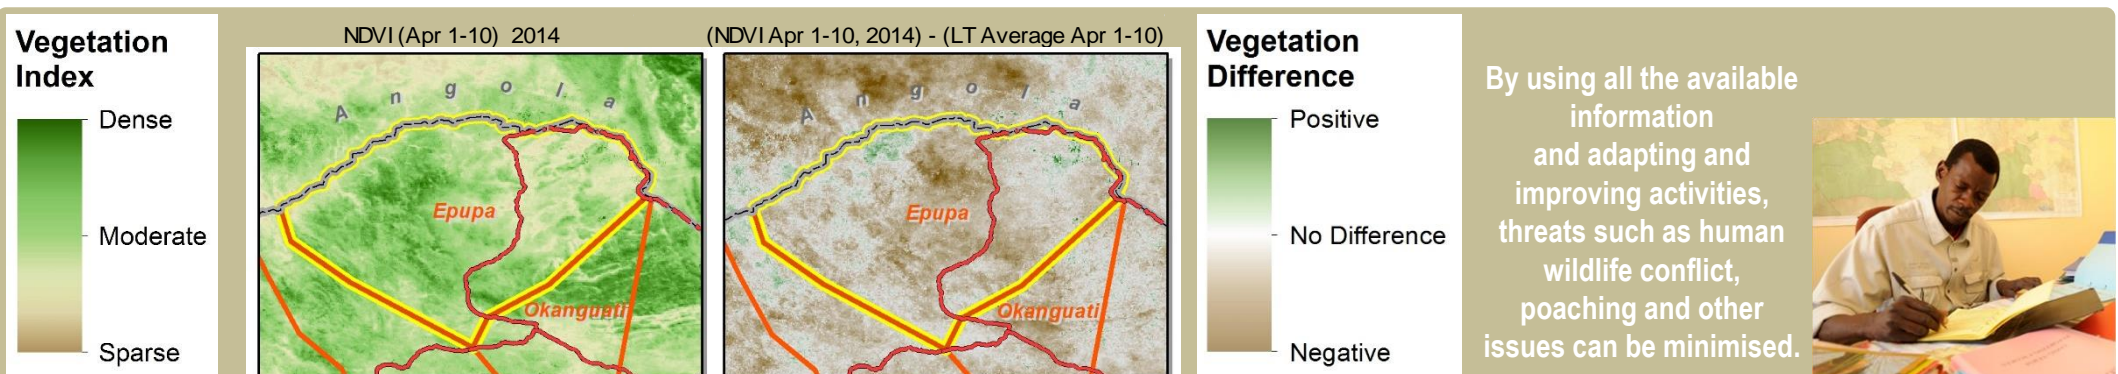 Vegetation
Index
Dense
Moderate
Sparse
NDVI (Apr 1-10) 2014
Angola
Epupa
Okanguati
(NDVI Apr 1-10, 2014) - (LT Average Apr 1-10)
Angola
Epupa
Okanguati
Vegetation
Difference
Positive
No Difference
Negative
By using all the available
information
and adapting and
improving activities,
threats such as human
wildlife conflict,
poaching and other
issues can be minimised.